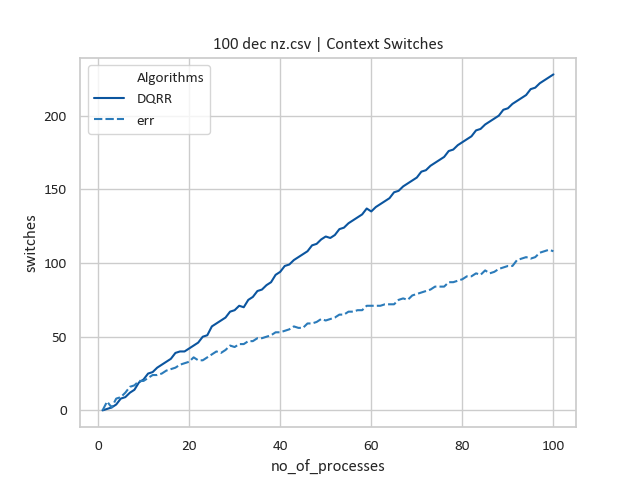 100 dec nz.csv | Context Switches
Algorithms
DQRR
err
switches
200
150
100
50
0
0 20 40 60 80 100
no_of_processes